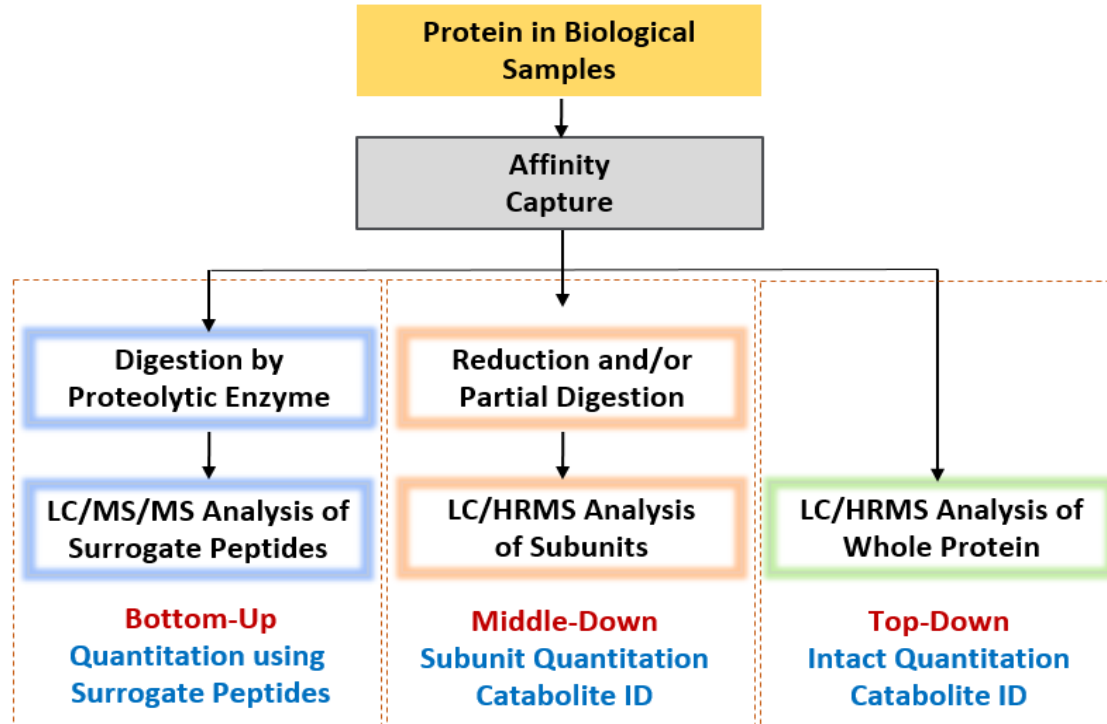 Protein in Biological
Samples
Affinity
Capture
Digestion by
Proteolytic Enzyme
LC/MS/MS Analysis of
Surrogate Peptides
Bottom-Up
Quantitation using
Surrogate Peptides
Reduction and/or
Partial Digestion
LC/HRMS Analysis
of Subunits
Middle-Down
Subunit Quantitation
Catabolite ID
LC/HRMS Analysis of
Whole Protein
Top-Down
Intact Quantitation
Catabolite ID